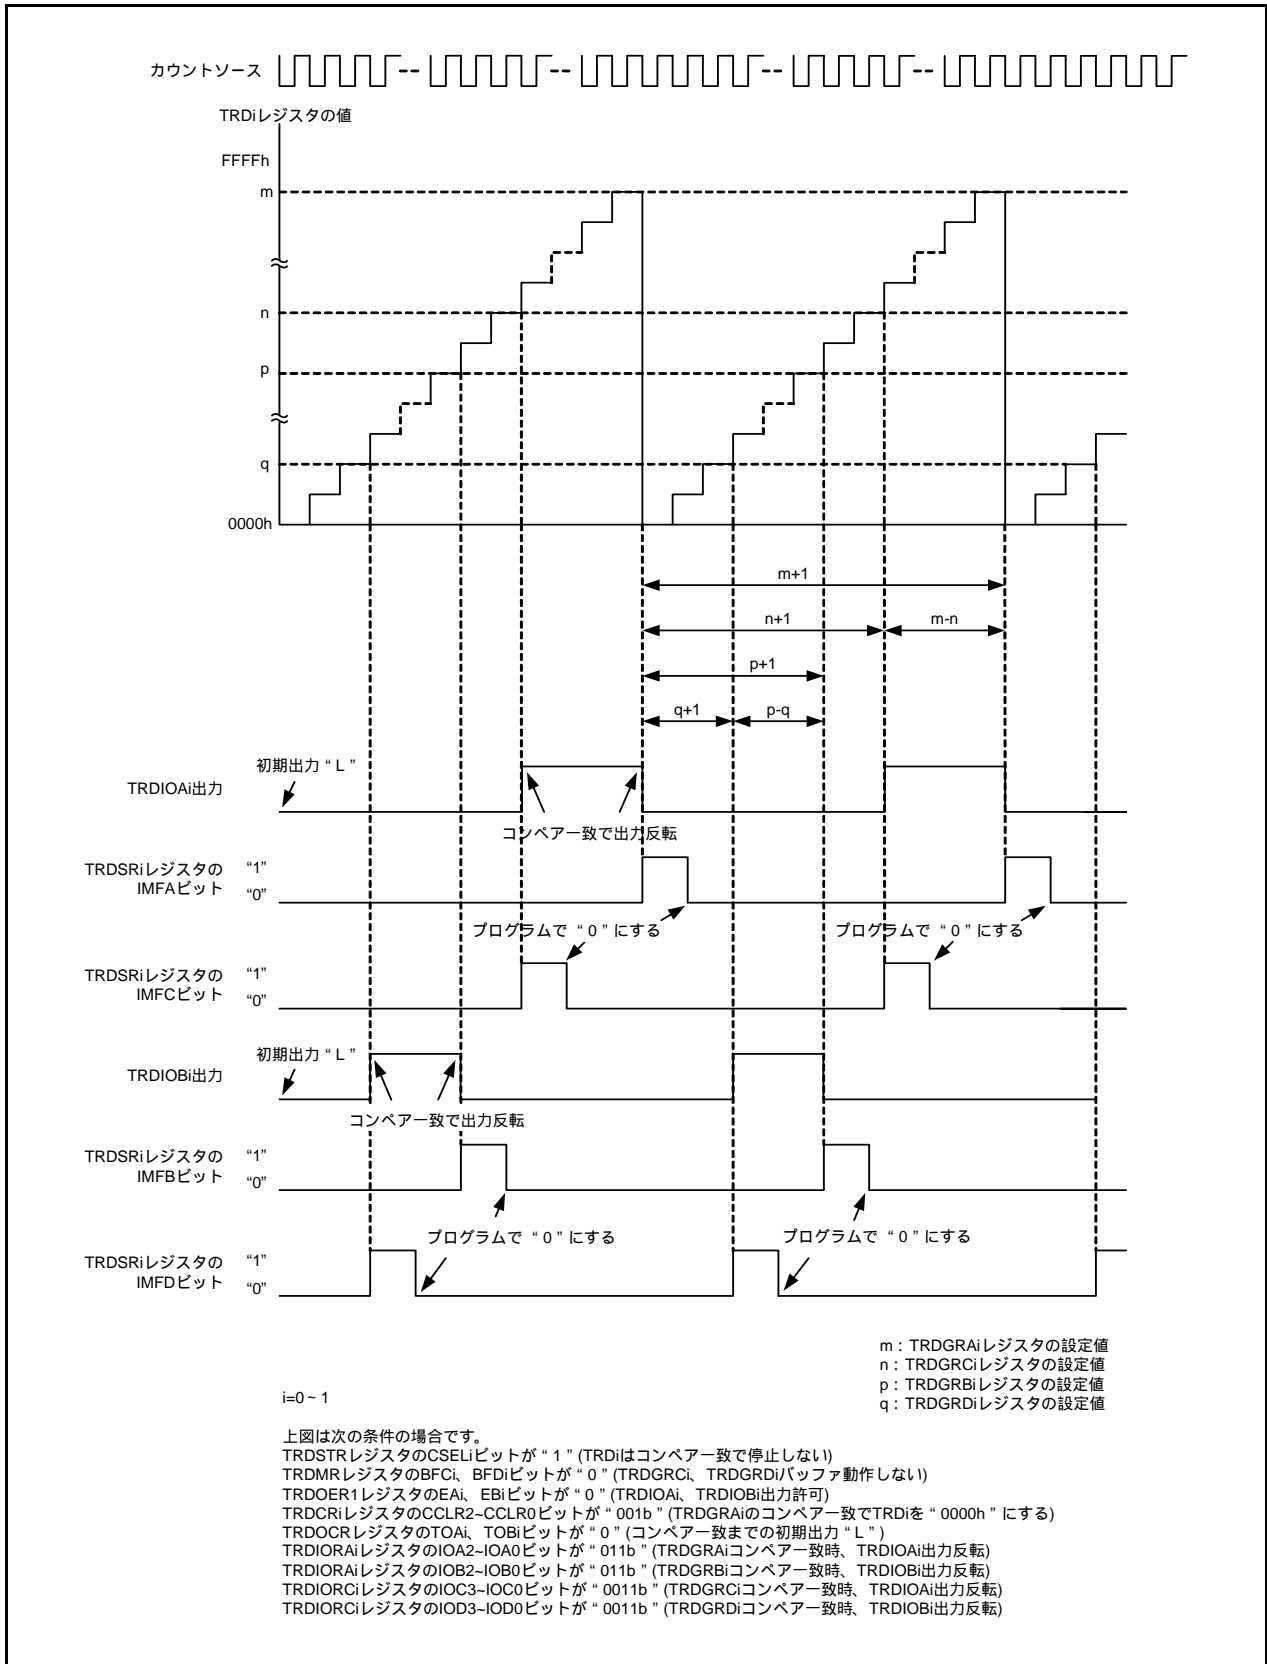 カウントソース
TRDiレジスタの値
FFFFh
m
n
p
q
0000h
m+1
n+1
m-n
p+1
q+1
p-q
初期出力 “ L ”
TRDIOAi出力
コンペア一致で出力反転
TRDSRiレジスタの
IMFAビット
“1”
“0”
プログラムで “ 0 ” にする
プログラムで “ 0 ” にする
TRDSRiレジスタの
IMFCビット
“1”
“0”
初期出力 “ L ”
TRDIOBi出力
コンペア一致で出力反転
TRDSRiレジスタの
IMFBビット
“1”
“0”
プログラムで “ 0 ” にする
プログラムで “ 0 ” にする
TRDSRiレジスタの
IMFDビット
“1”
“0”
m : TRDGRAiレジスタの設定値
n : TRDGRCiレジスタの設定値
p : TRDGRBiレジスタの設定値
q : TRDGRDiレジスタの設定値
i=0 ~ 1
上図は次の条件の場合です。
TRDSTRレジスタのCSELiビットが “ 1 ” (TRDiはコンペア一致で停止しない)
TRDMRレジスタのBFCi、BFDiビットが “ 0 ” (TRDGRCi、TRDGRDiバッファ動作しない)
TRDOER1レジスタのEAi、EBiビットが “ 0 ” (TRDIOAi、TRDIOBi出力許可)
TRDCRiレジスタのCCLR2~CCLR0ビットが “ 001b ” (TRDGRAiのコンペア一致でTRDiを “ 0000h ” にする)
TRDOCRレジスタのTOAi、TOBiビットが “ 0 ” (コンペア一致までの初期出力 “ L ” )
TRDIORAiレジスタのIOA2~IOA0ビットが “ 011b ” (TRDGRAiコンペア一致時、TRDIOAi出力反転)
TRDIORAiレジスタのIOB2~IOB0ビットが “ 011b ” (TRDGRBiコンペア一致時、TRDIOBi出力反転)
TRDIORCiレジスタのIOC3~IOC0ビットが “ 0011b ” (TRDGRCiコンペア一致時、TRDIOAi出力反転)
TRDIORCiレジスタのIOD3~IOD0ビットが “ 0011b ” (TRDGRDiコンペア一致時、TRDIOBi出力反転)